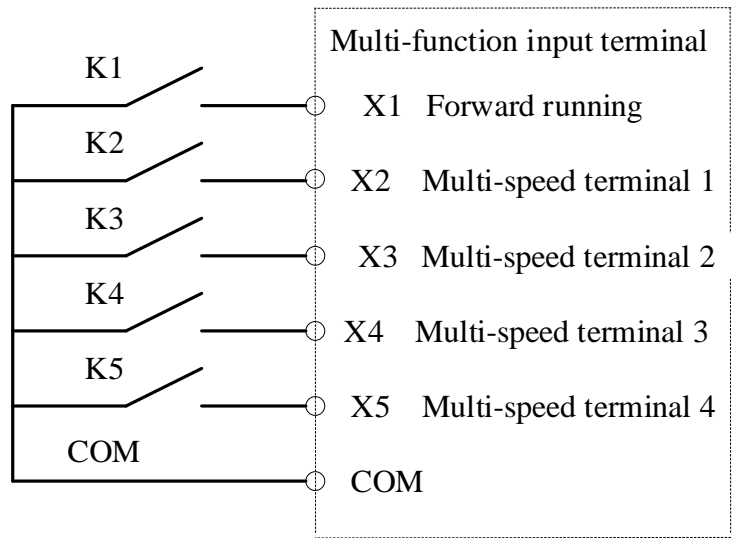 Multi-function input terminal
K1
X1 Forward running
K2
X2 Multi-speed terminal 1
K3
X3 Multi-speed terminal 2
K4
X4 Multi-speed terminal 3
K5
X5 Multi-speed terminal 4
COM
COM